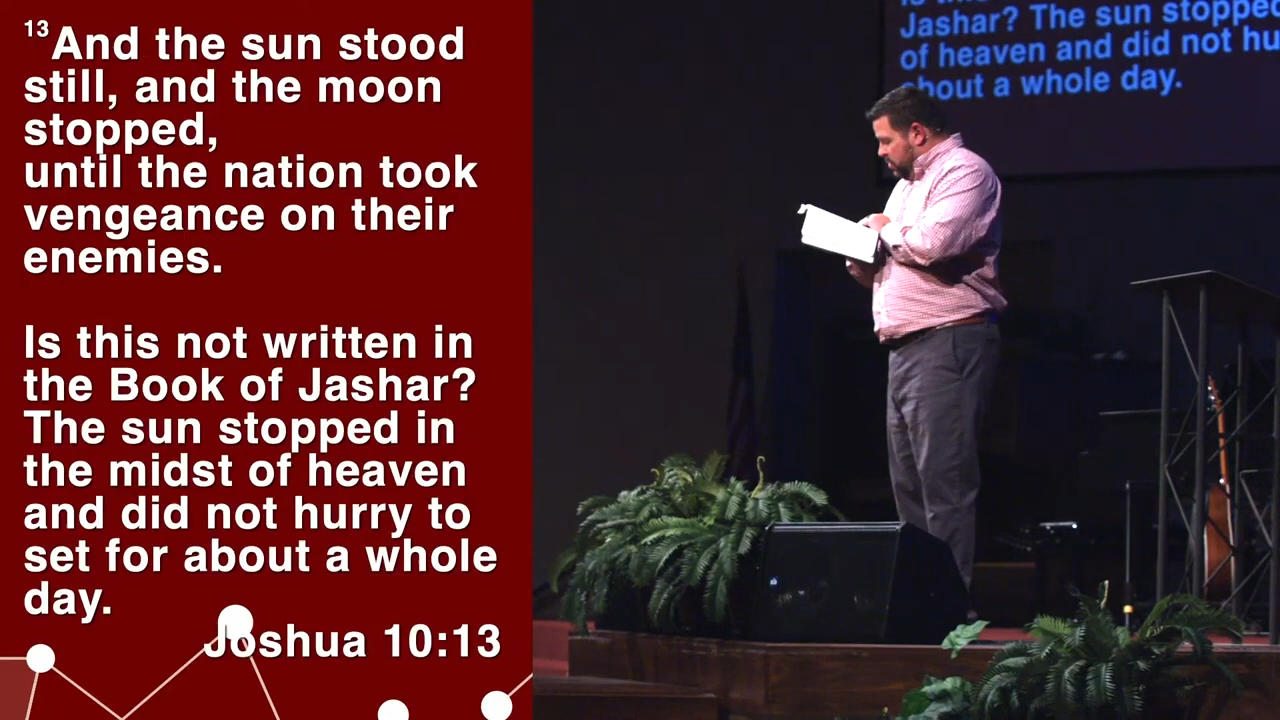 13And the sun stood
still, and the moon
stopped,
until the nation took
vengeance on their
enemies.
Is this not written in
the Book of Jashar?
The sun stopped in
the midst of heaven
and did not hurry to
set for about a whole
day.
Joshua 10:13
Jashar? The sun stopped
of heaven and did not hu
about a whole day.